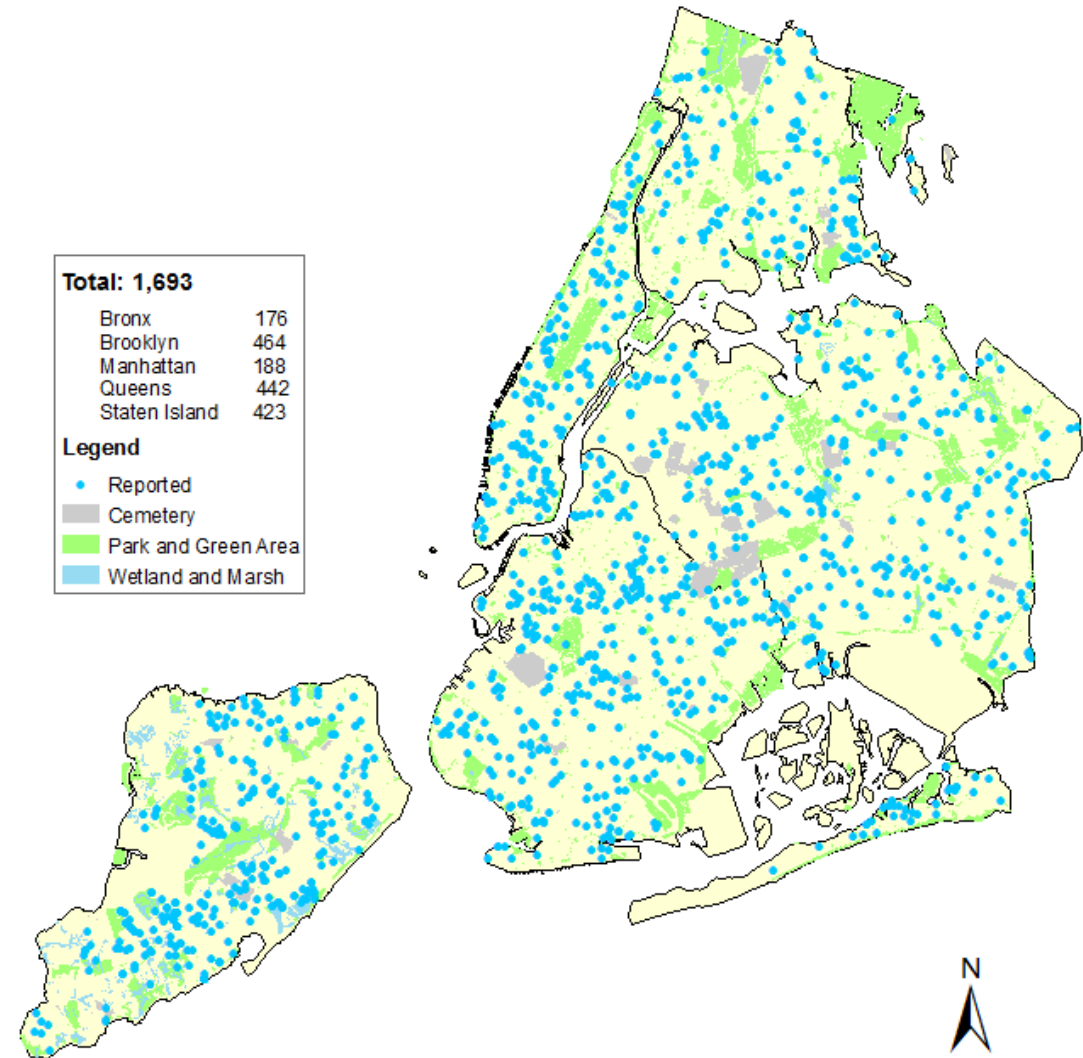 Total: 1,693
Bronx 176
Brooklyn 464
Manhattan 188
Queens 442
Staten Island 423
Legend
Reported
Cemetery
Park and Green Area
Wetland and Marsh
N